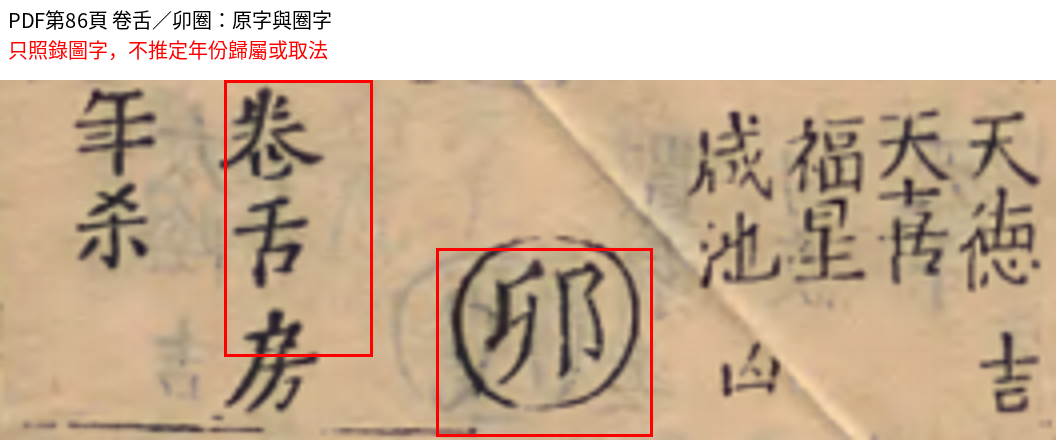 PDF第86頁 卷舌／卯圈：原字與圈字
只照錄圖字，不推定年份歸屬或取法
天德 吉
天喜
福星
咸池 凶
卯
卷舌 房
年杀